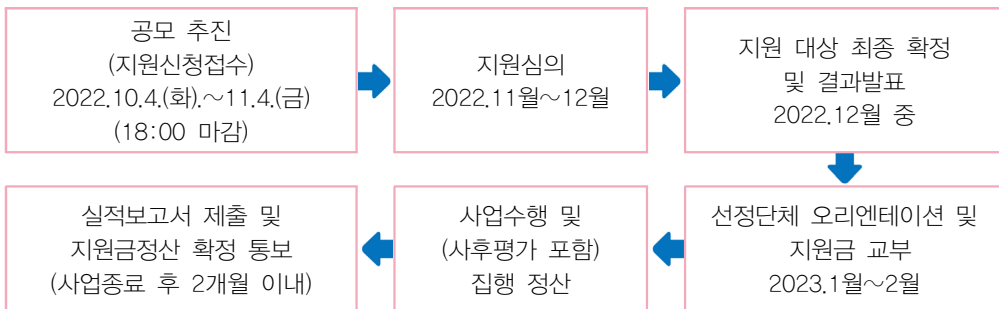 공모 추진
(지원신청접수)
2022.10.4.(화).~11.4.(금)
(18:00 마감)
지원심의
2022.11월~12월
지원 대상 최종 확정
및 결과발표
2022.12월 중
선정단체 오리엔테이션 및
지원금 교부
2023.1월~2월
사업수행 및
(사후평가 포함)
집행 정산
실적보고서 제출 및
지원금정산 확정 통보
(사업종료 후 2개월 이내)